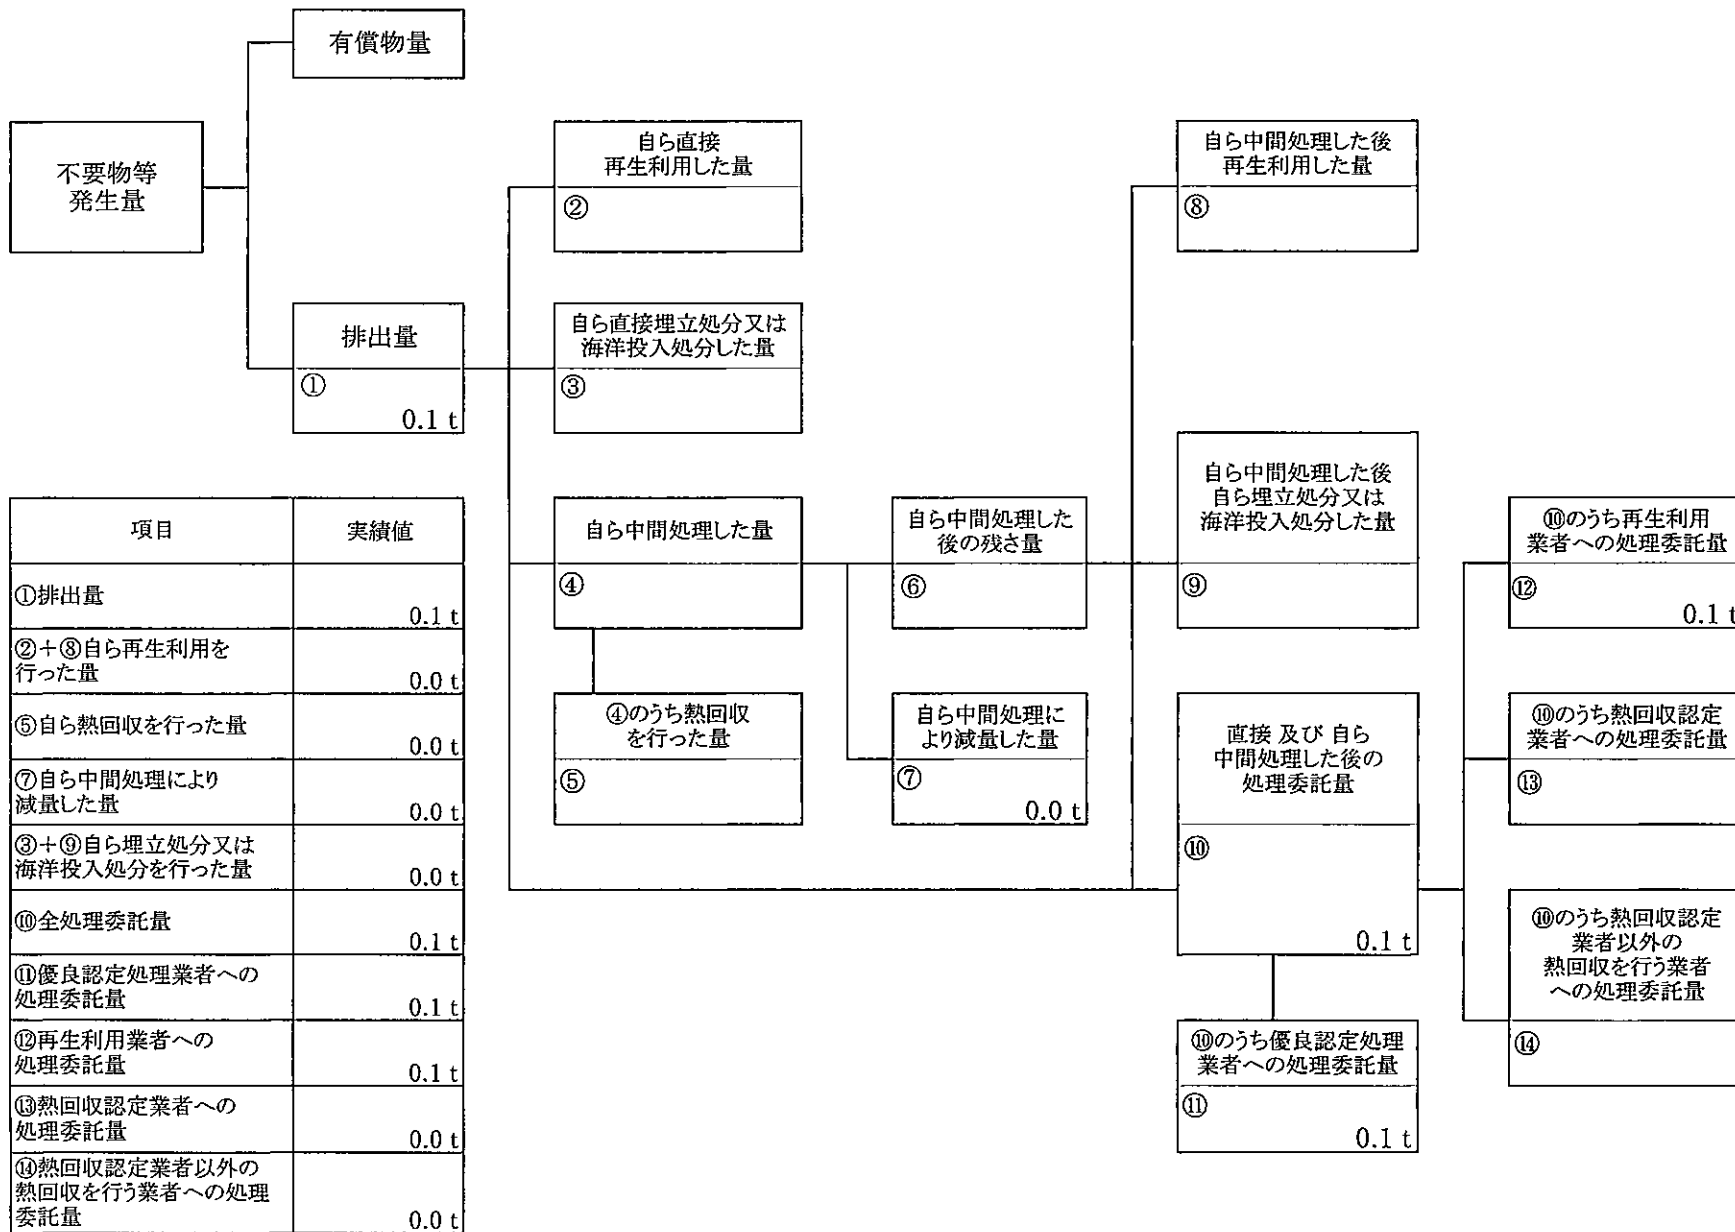 有償物量
不要物等
発生量
自ら直接
再生利用した量
②
自ら中間処理した後
再生利用した量
⑧
排出量
①
0.1 t
自ら直接埋立処分又は
海洋投入処分した量
③
自ら中間処理した量
④
自ら中間処理した
後の残さ量
⑥
自ら中間処理した後
自ら埋立処分又は
海洋投入処分した量
⑨
⑩のうち再生利用
業者への処理委託量
⑫
0.1 t
④のうち熱回収
を行った量
⑤
自ら中間処理に
より減量した量
⑦
0.0 t
直接 及び 自ら
中間処理した後の
処理委託量
⑩
0.1 t
⑩のうち熱回収認定
業者への処理委託量
⑬
⑩のうち熱回収認定
業者以外の
熱回収を行う業者
への処理委託量
⑭
⑩のうち優良認定処理
業者への処理委託量
⑪
0.1 t
項目 実績値
①排出量
0.1 t
②+⑧自ら再生利用を
行った量
0.0 t
⑤自ら熱回収を行った量
0.0 t
⑦自ら中間処理により
減量した量
0.0 t
③+⑨自ら埋立処分又は
海洋投入処分を行った量
0.0 t
⑩全処理委託量
0.1 t
⑪優良認定処理業者への
処理委託量
0.1 t
⑫再生利用業者への
処理委託量
0.1 t
⑬熱回収認定業者への
処理委託量
0.0 t
⑭熱回収認定業者以外の
熱回収を行う業者への処理
委託量
0.0 t